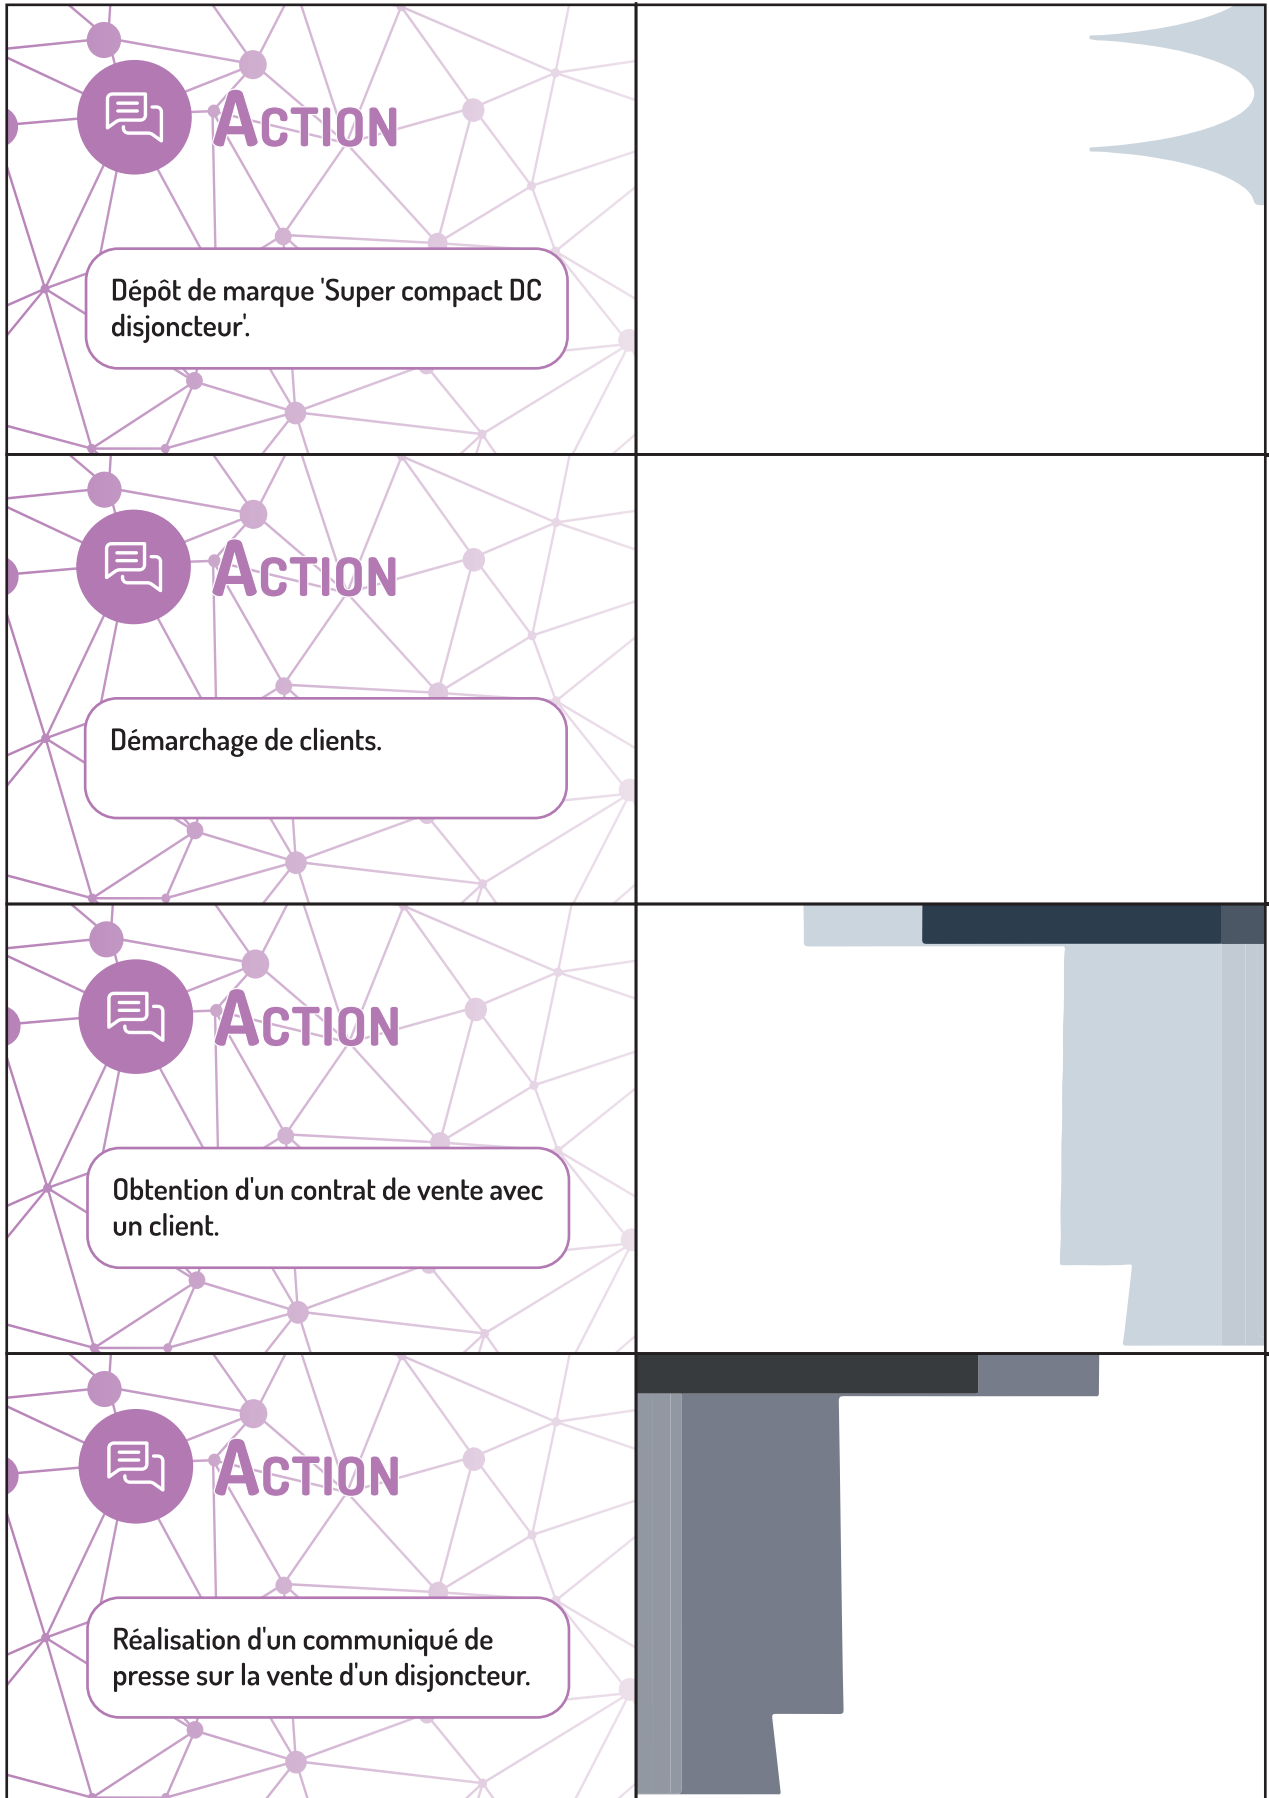 Action
Dépôt de marque 'Super compact DC
disjoncteur'.
Action
Démarchage de clients.
Action
Obtention d'un contrat de vente avec
un client.
Action
Réalisation d'un communiqué de
presse sur la vente d'un disjoncteur.